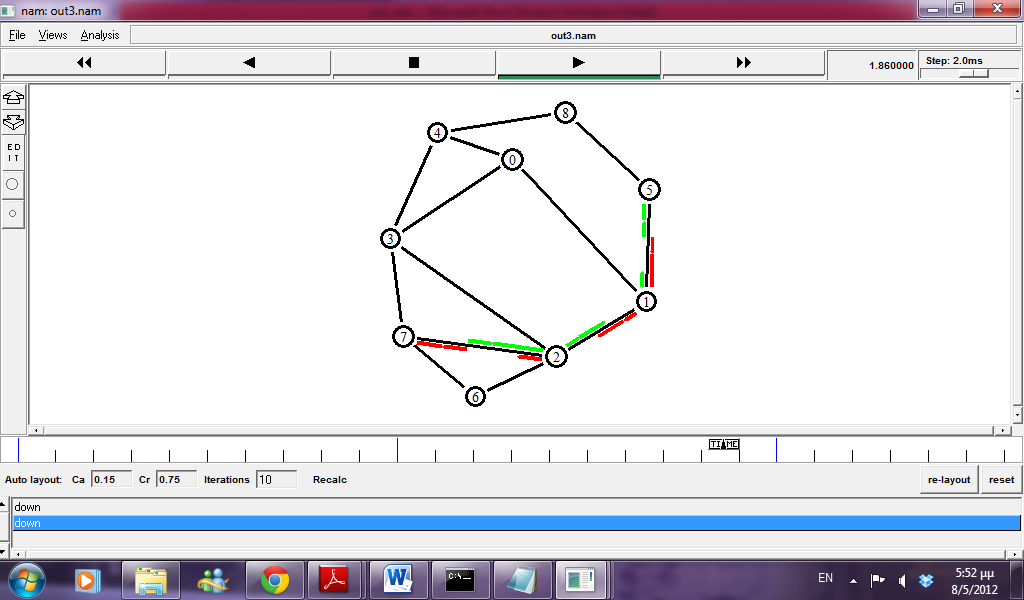 nam: out3.nam
File Views Analysis out3.nam
1.860000 Step: 2.0ms
E D
I T
8
4
0
5
3
1
7
2
6
TIME
Auto layout: Ca 0.15 Cr 0.75 Iterations 10 Recalc re-layout reset
down
down
W
C:\
EN 5:52 μμ
8/5/2012